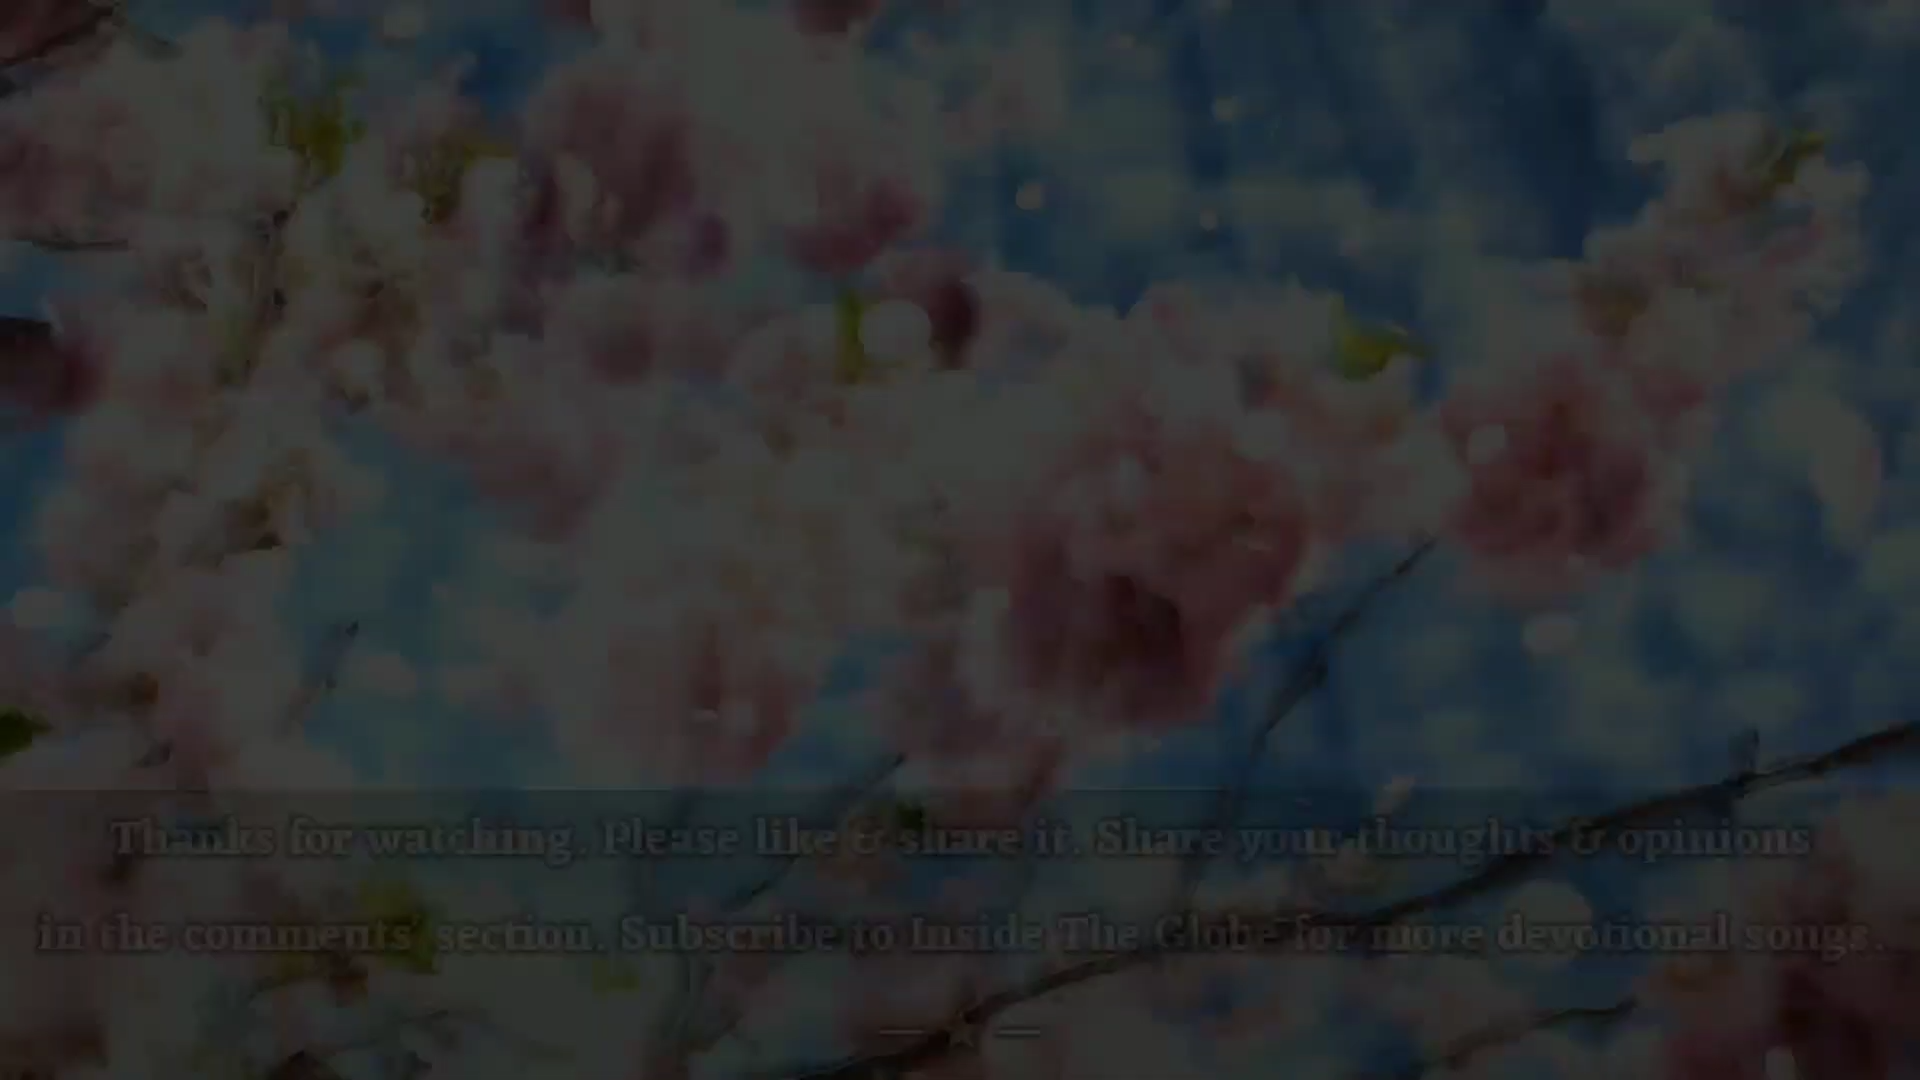 Thanks for watching. Please like & share it. Share your thoughts & opinions
in the comments' section. Subscribe to Inside The Globe for more devotional songs.